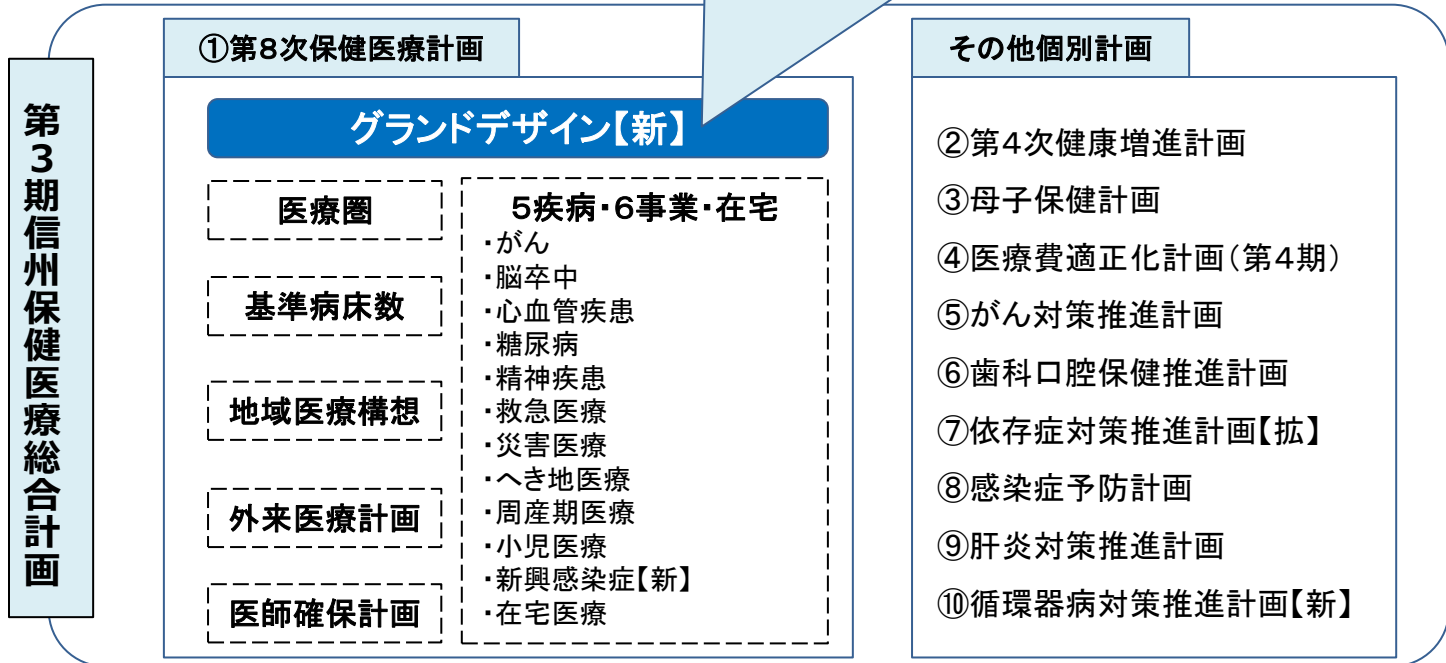 第3期信州保健医療総合計画
①第8次保健医療計画
グランドデザイン【新】
医療圏
基準病床数
地域医療構想
外来医療計画
医師確保計画
5疾病・6事業・在宅
・がん
・脳卒中
・心血管疾患
・糖尿病
・精神疾患
・救急医療
・災害医療
・へき地医療
・周産期医療
・小児医療
・新興感染症【新】
・在宅医療
その他個別計画
②第4次健康増進計画
③母子保健計画
④医療費適正化計画(第4期)
⑤がん対策推進計画
⑥歯科口腔保健推進計画
⑦依存症対策推進計画【拡】
⑧感染症予防計画
⑨肝炎対策推進計画
⑩循環器病対策推進計画【新】